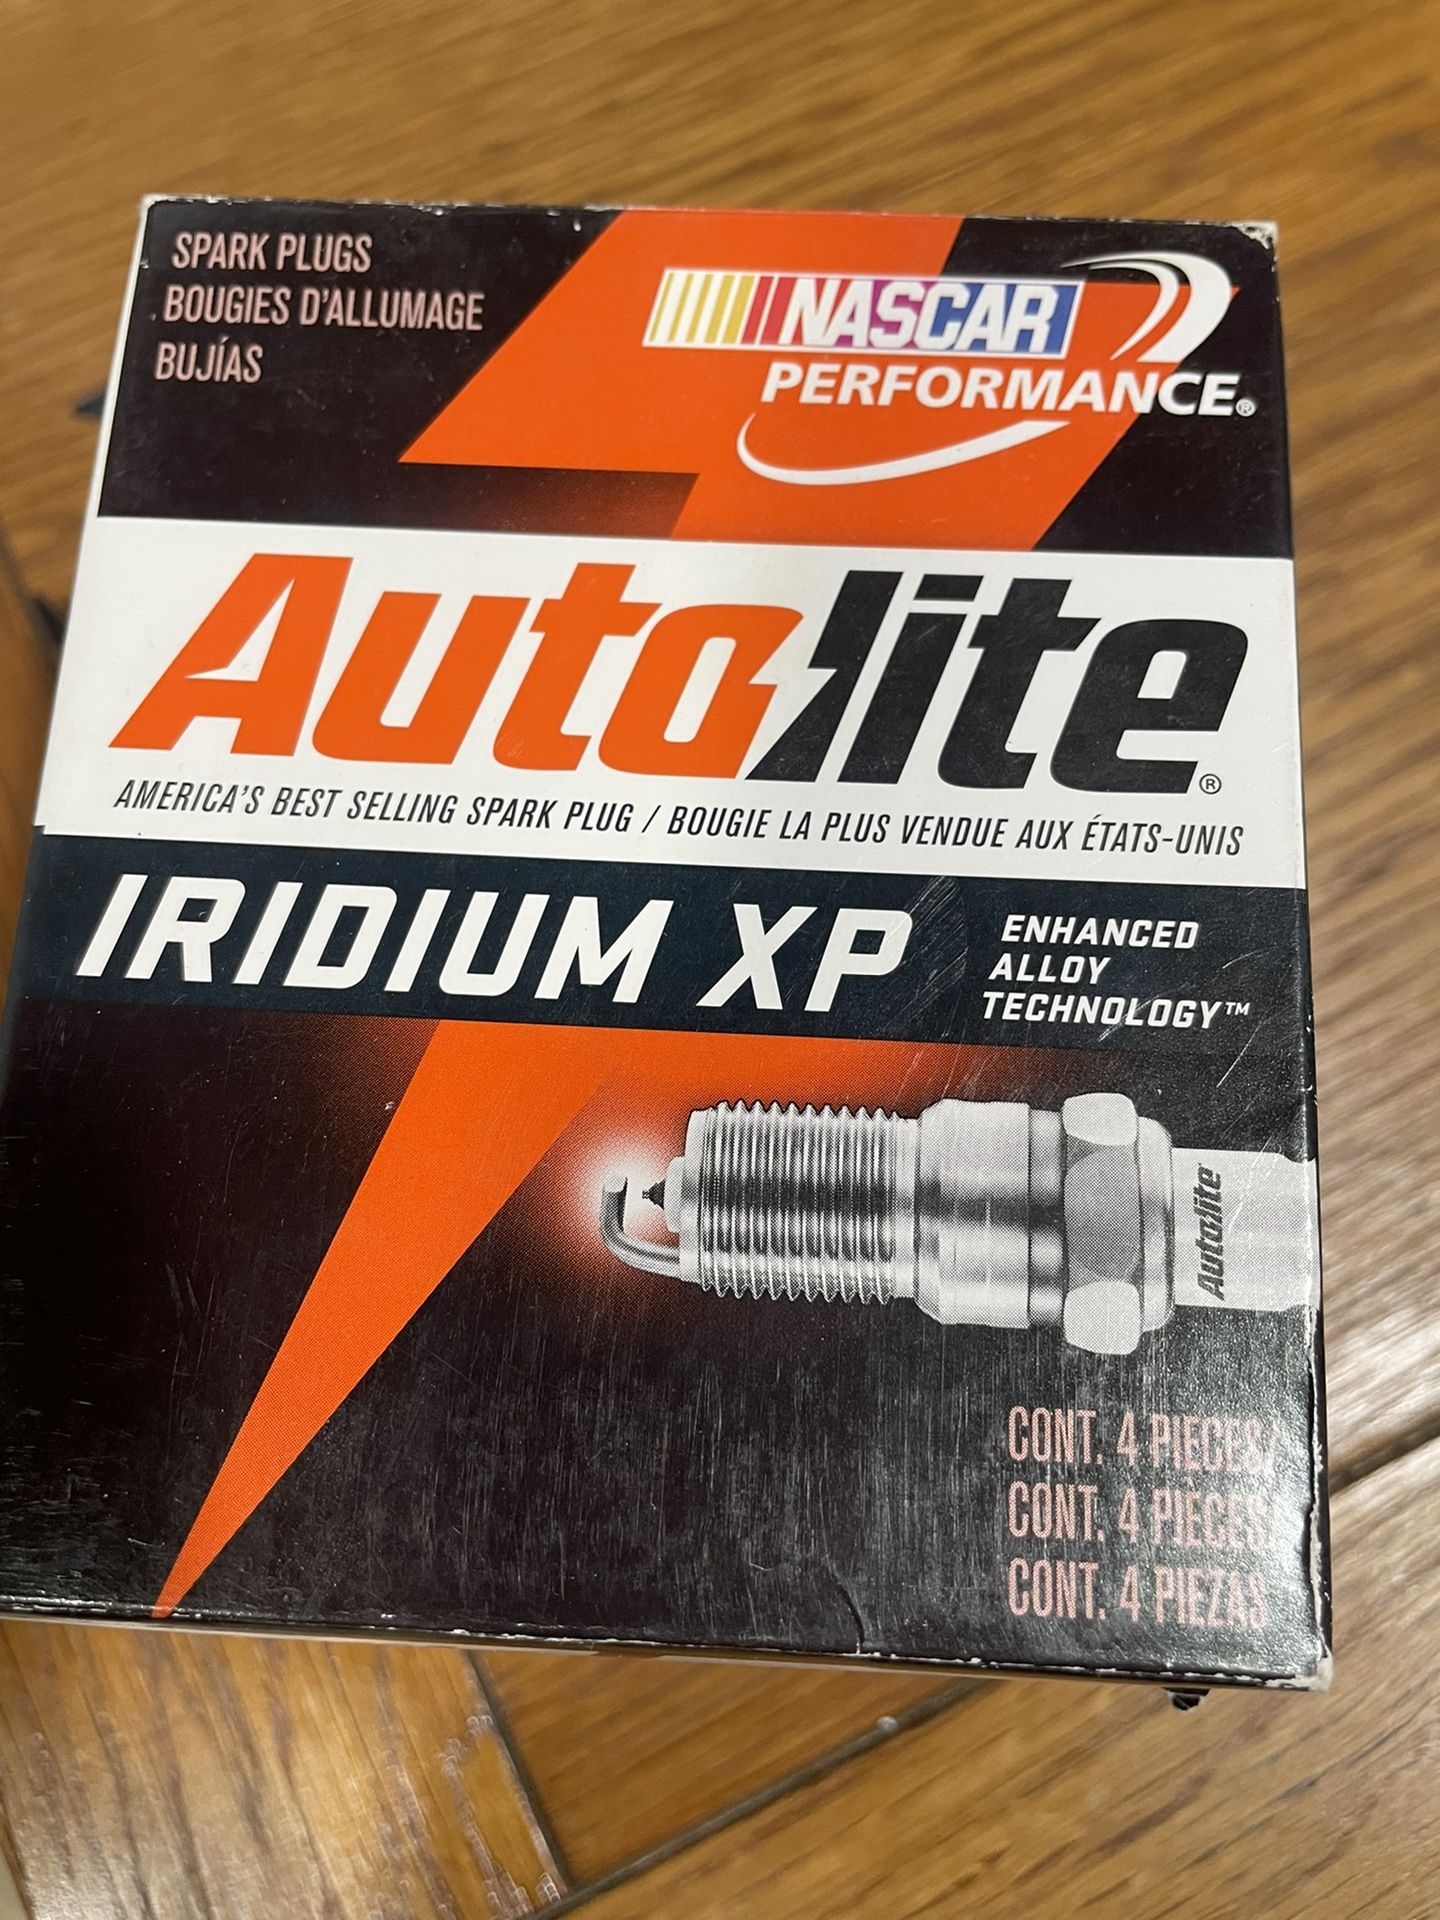 SPARK PLUGS
BOUGIES D'ALLUMAGE
BUJÍAS
NASCAR
PERFORMANCE®
Autolite®
AMERICA'S BEST SELLING SPARK PLUG / BOUGIE LA PLUS VENDUE AUX ÉTATS-UNIS
IRIDIUM XP
ENHANCED
ALLOY
TECHNOLOGY™
Autolite
CONT. 4 PIECES/
CONT. 4 PIECES/
CONT. 4 PIEZAS